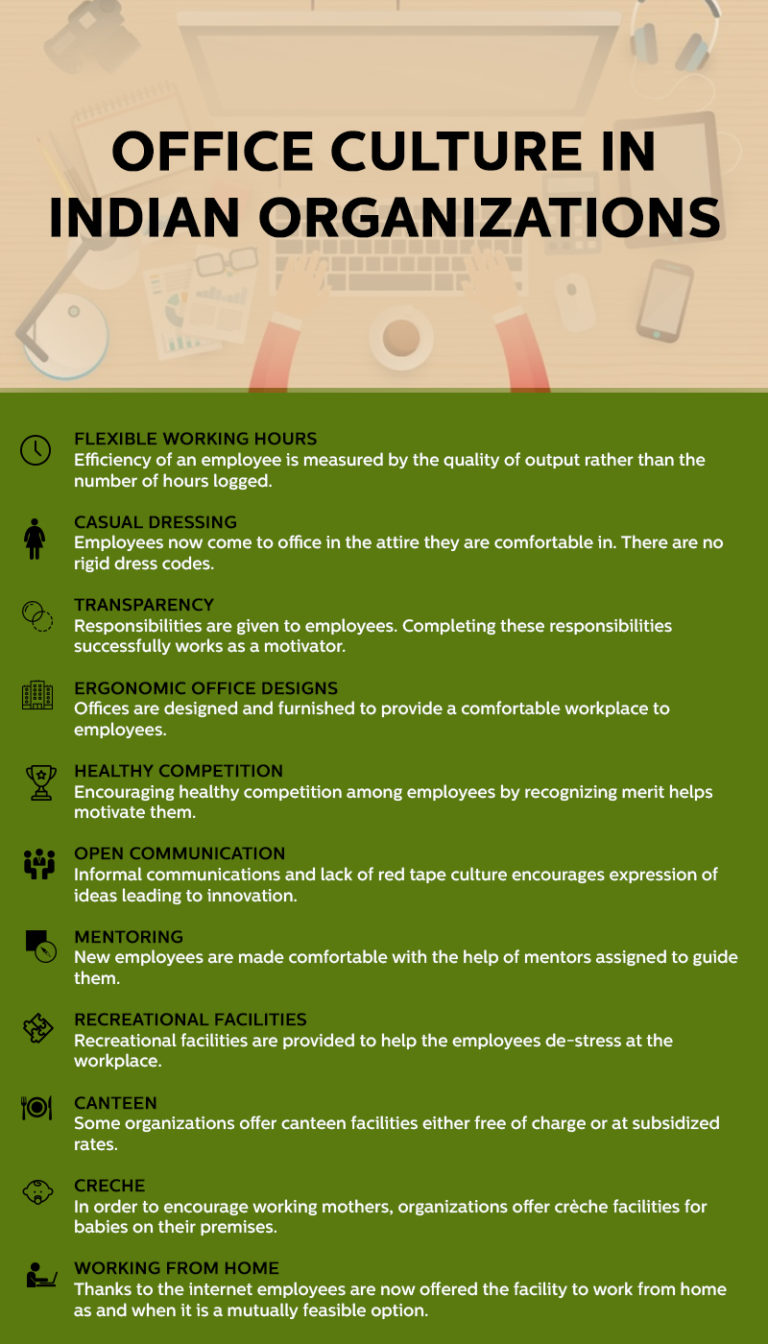 OFFICE CULTURE IN
INDIAN ORGANIZATIONS
FLEXIBLE WORKING HOURS
Efficiency of an employee is measured by the quality of output rather than the
number of hours logged.
CASUAL DRESSING
Employees now come to office in the attire they are comfortable in. There are no
rigid dress codes.
TRANSPARENCY
Responsibilities are given to employees. Completing these responsibilities
successfully works as a motivator.
ERGONOMIC OFFICE DESIGNS
Offices are designed and furnished to provide a comfortable workplace to
employees.
HEALTHY COMPETITION
Encouraging healthy competition among employees by recognizing merit helps
motivate them.
OPEN COMMUNICATION
Informal communications and lack of red tape culture encourages expression of
ideas leading to innovation.
MENTORING
New employees are made comfortable with the help of mentors assigned to guide
them.
RECREATIONAL FACILITIES
Recreational facilities are provided to help the employees de-stress at the
workplace.
CANTEEN
Some organizations offer canteen facilities either free of charge or at subsidized
rates.
CRECHE
In order to encourage working mothers, organizations offer crèche facilities for
babies on their premises.
WORKING FROM HOME
Thanks to the internet employees are now offered the facility to work from home
as and when it is a mutually feasible option.